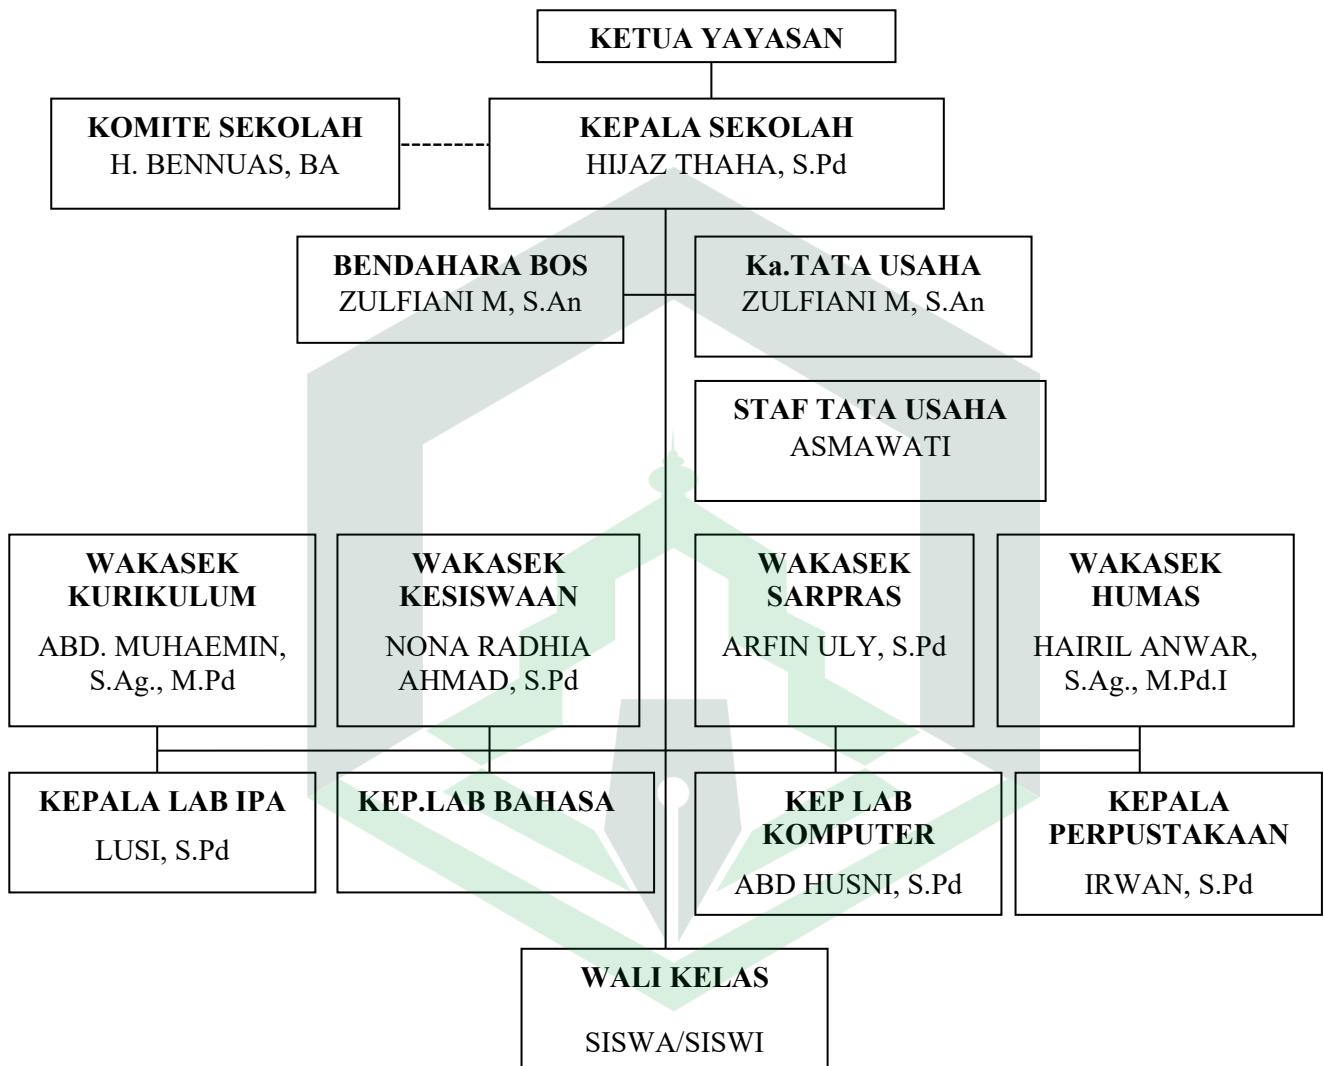 KETUA YAYASAN
KOMITE SEKOLAH
H. BENNUAS, BA
KEPALA SEKOLAH
HIJAZ THAHA, S.Pd
BENDAHARA BOS
ZULFIANI M, S.An
Ka.TATA USAHA
ZULFIANI M, S.An
STAF TATA USAHA
ASMAWATI
WAKASEK
KURIKULUM
ABD. MUHAEMIN,
S.Ag., M.Pd
WAKASEK
KESISWAAN
NONA RADHIA
AHMAD, S.Pd
WAKASEK
SARPRAS
ARFIN ULY, S.Pd
WAKASEK
HUMAS
HAIRIL ANWAR,
S.Ag., M.Pd.I
KEPALA LAB IPA
LUSI, S.Pd
KEP.LAB BAHASA
KEP LAB
KOMPUTER
ABD HUSNI, S.Pd
KEPALA
PERPUSTAKAAN
IRWAN, S.Pd
WALI KELAS
SISWA/SISWI